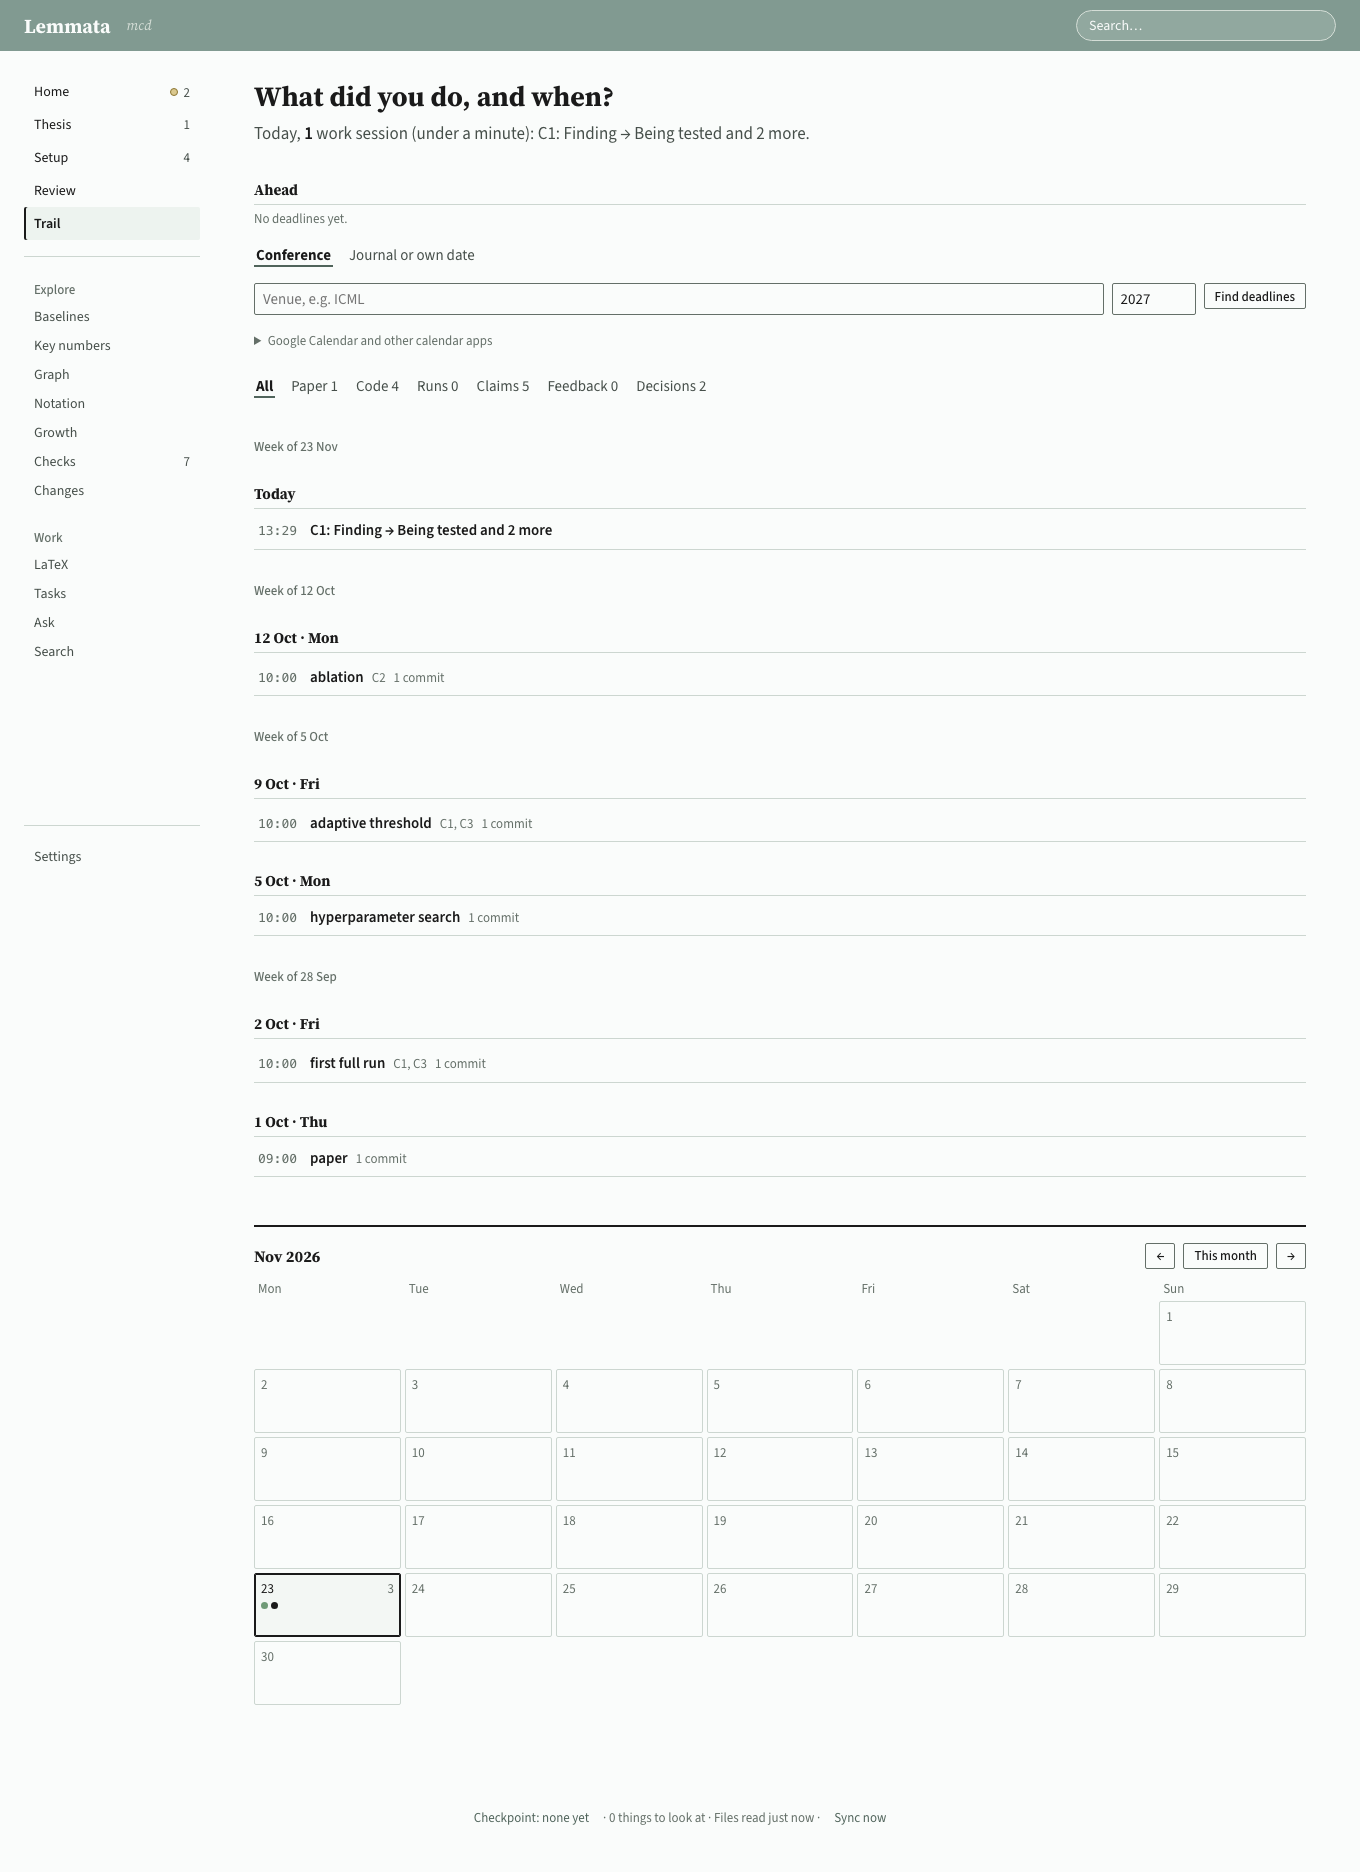 Lemmata mcd Search…
Home 2
Thesis 1
Setup 4
Review
Trail
Explore
Baselines
Key numbers
Graph
Notation
Growth
Checks 7
Changes
Work
LaTeX
Tasks
Ask
Search
Settings
What did you do, and when?
Today, 1 work session (under a minute): C1: Finding → Being tested and 2 more.
Ahead
No deadlines yet.
Conference Journal or own date
Venue, e.g. ICML 2027 Find deadlines
▶ Google Calendar and other calendar apps
All Paper 1 Code 4 Runs 0 Claims 5 Feedback 0 Decisions 2
Week of 23 Nov
Today
13:29 C1: Finding → Being tested and 2 more
Week of 12 Oct
12 Oct · Mon
10:00 ablation C2 1 commit
Week of 5 Oct
9 Oct · Fri
10:00 adaptive threshold C1, C3 1 commit
5 Oct · Mon
10:00 hyperparameter search 1 commit
Week of 28 Sep
2 Oct · Fri
10:00 first full run C1, C3 1 commit
1 Oct · Thu
09:00 paper 1 commit
Nov 2026 ← This month →
Mon Tue Wed Thu Fri Sat Sun
1
2 3 4 5 6 7 8
9 10 11 12 13 14 15
16 17 18 19 20 21 22
23 3 24 25 26 27 28 29
30
Checkpoint: none yet · 0 things to look at · Files read just now · Sync now